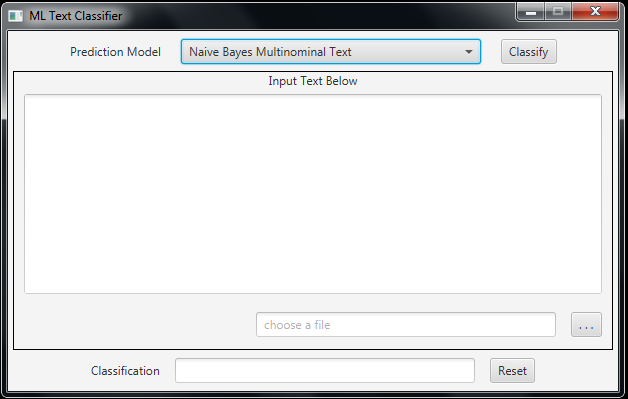 ML Text Classifier
Prediction Model Naive Bayes Multinominal Text Classify
Input Text Below
choose a file ...
Classification Reset